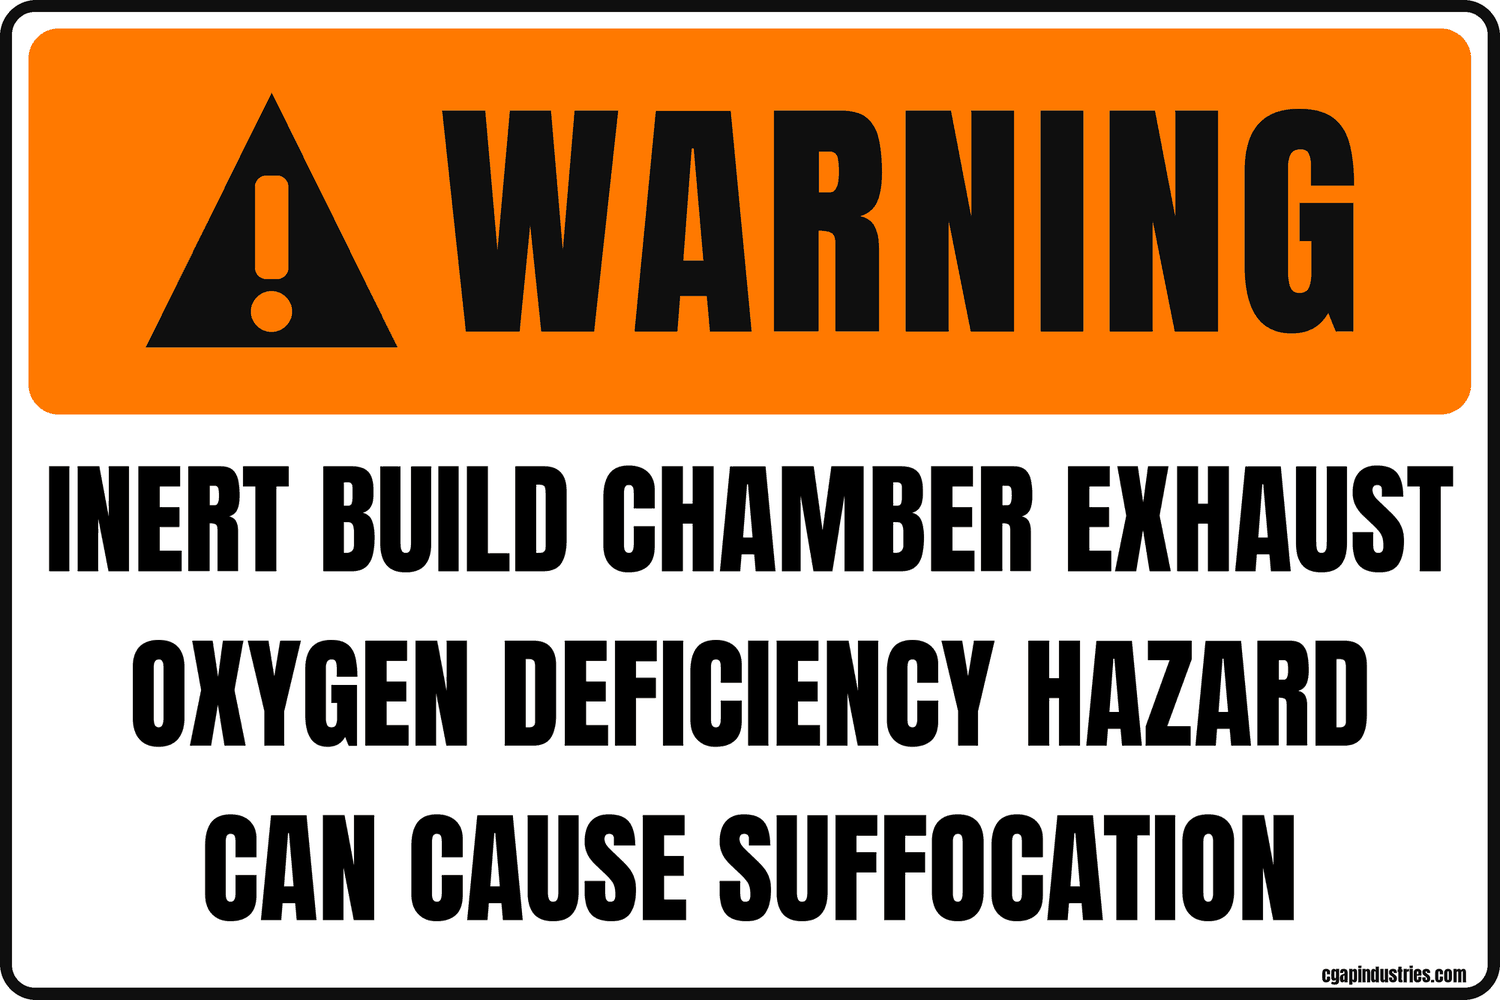 WARNING
INERT BUILD CHAMBER EXHAUST
OXYGEN DEFICIENCY HAZARD
CAN CAUSE SUFFOCATION
cgapindustries.com